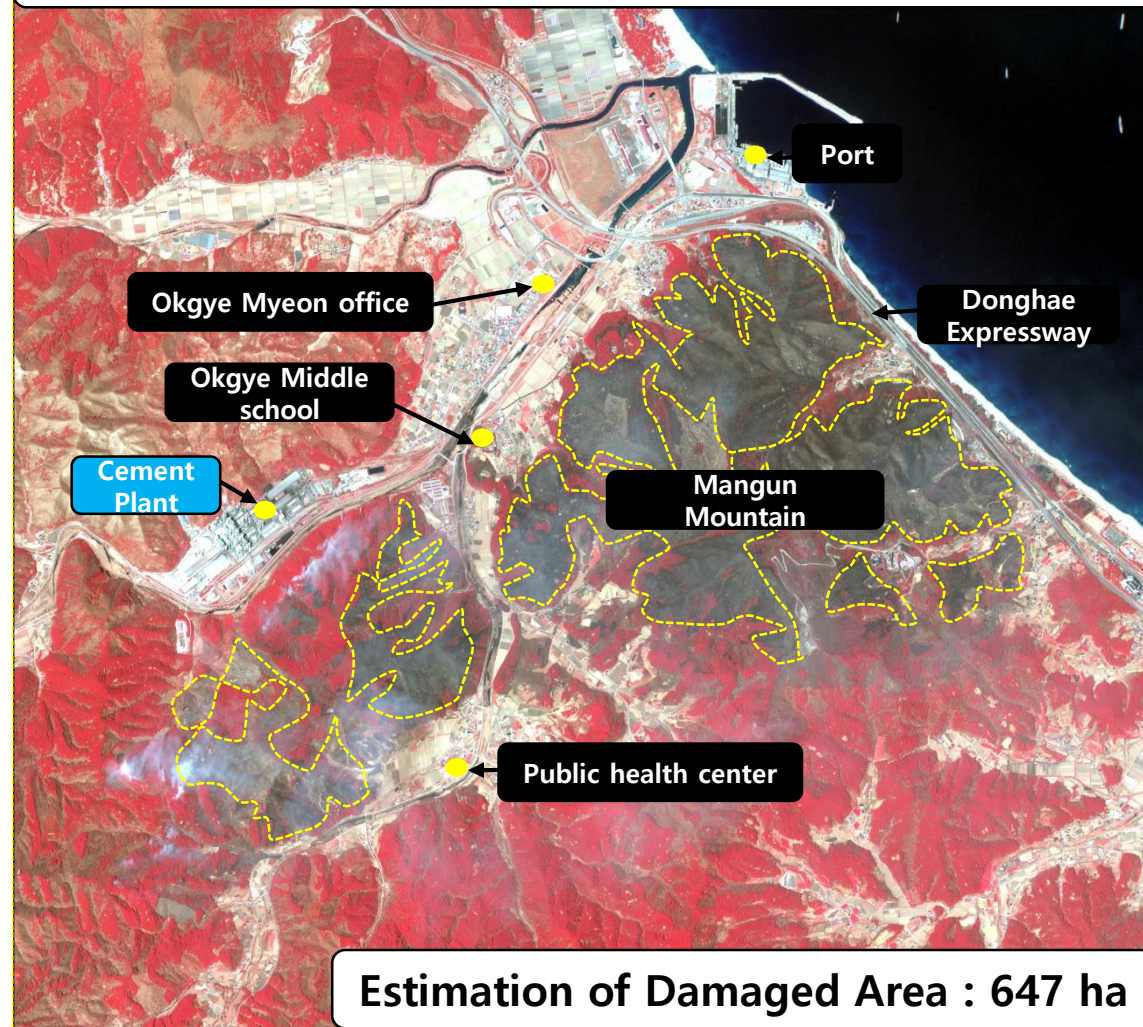 Port
Okgye Myeon office
Donghae
Expressway
Okgye Middle
school
Cement
Plant
Mangun
Mountain
Public health center
Estimation of Damaged Area : 647 ha